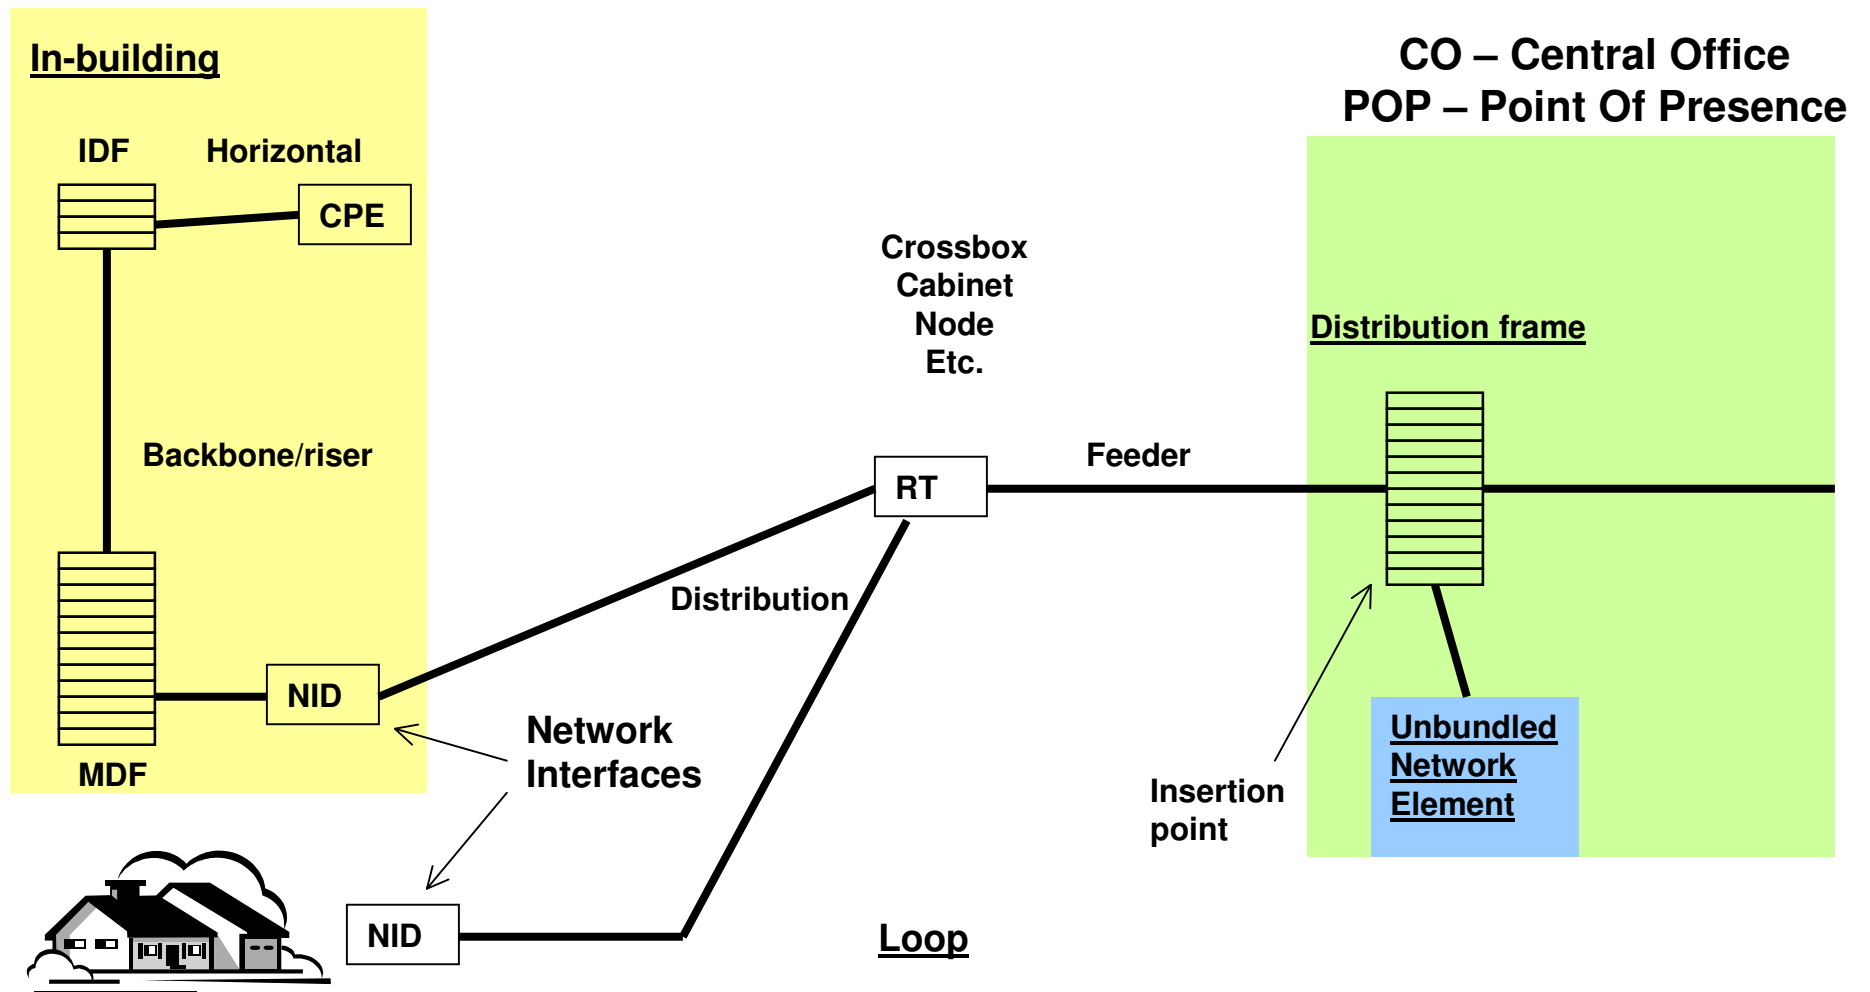 In-building
CO – Central Office
POP – Point Of Presence
IDF
Horizontal
CPE
Crossbox
Cabinet
Node
Etc.
Distribution frame
Backbone/riser
Feeder
RT
Distribution
NID
Network
Interfaces
MDF
Unbundled
Network
Element
Insertion
point
NID
Loop